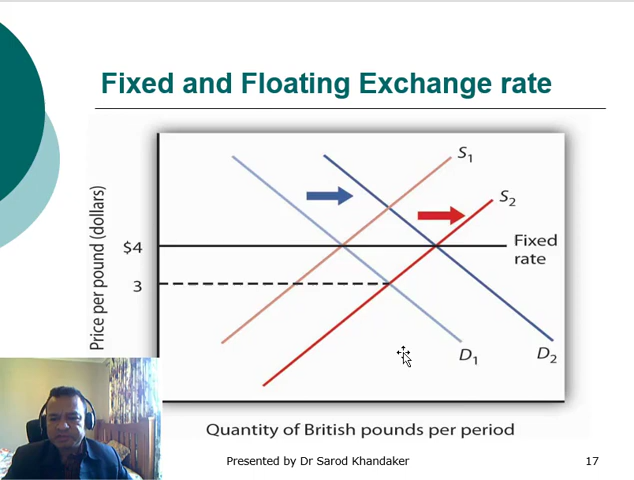 Fixed and Floating Exchange rate
Price per pound (dollars)
$4
3
S1
S2
Fixed
rate
D1
D2
Quantity of British pounds per period
Presented by Dr Sarod Khandaker
17